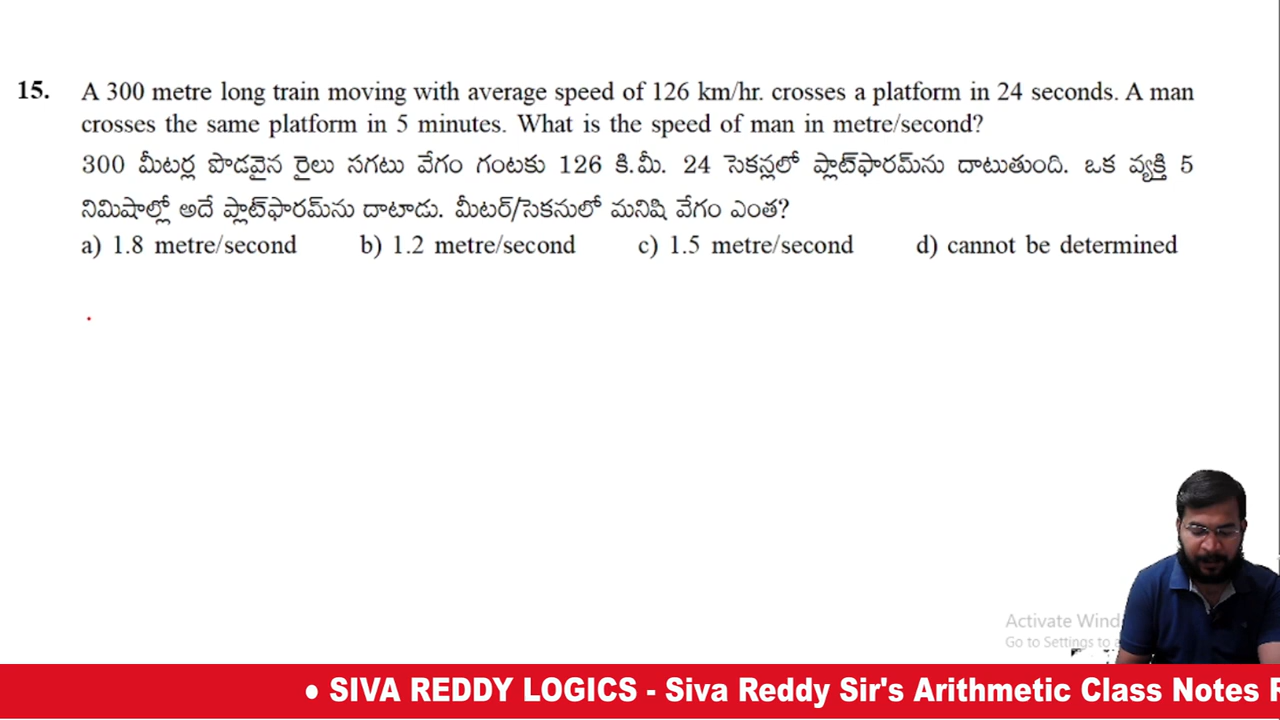 15. A 300 metre long train moving with average speed of 126 km/hr. crosses a platform in 24 seconds. A man
crosses the same platform in 5 minutes. What is the speed of man in metre/second?
300 మీటర్ల పొడవైన రైలు సగటు వేగం గంటకు 126 కి.మీ. 24 సెకన్లలో ప్లాట్‌ఫారమ్‌ను దాటుతుంది. ఒక వ్యక్తి 5
నిమిషాల్లో అదే ప్లాట్‌ఫారమ్‌ను దాటాడు. మీటర్/సెకనులో మనిషి వేగం ఎంత?
a) 1.8 metre/second b) 1.2 metre/second c) 1.5 metre/second d) cannot be determined
Activate Wind
Go to Settings to
• SIVA REDDY LOGICS - Siva Reddy Sir's Arithmetic Class Notes